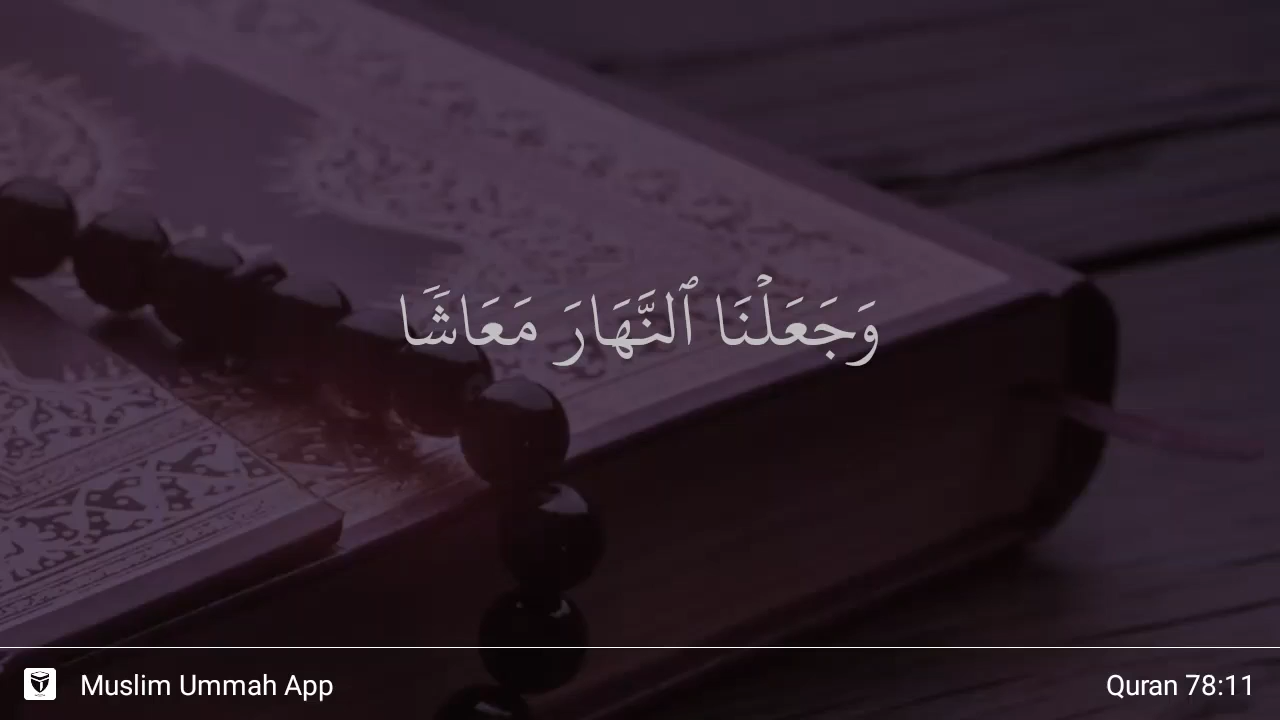 وَجَعَلْنَا ٱلنَّهَارَ مَعَاشًا
Muslim Ummah App
Quran 78:11